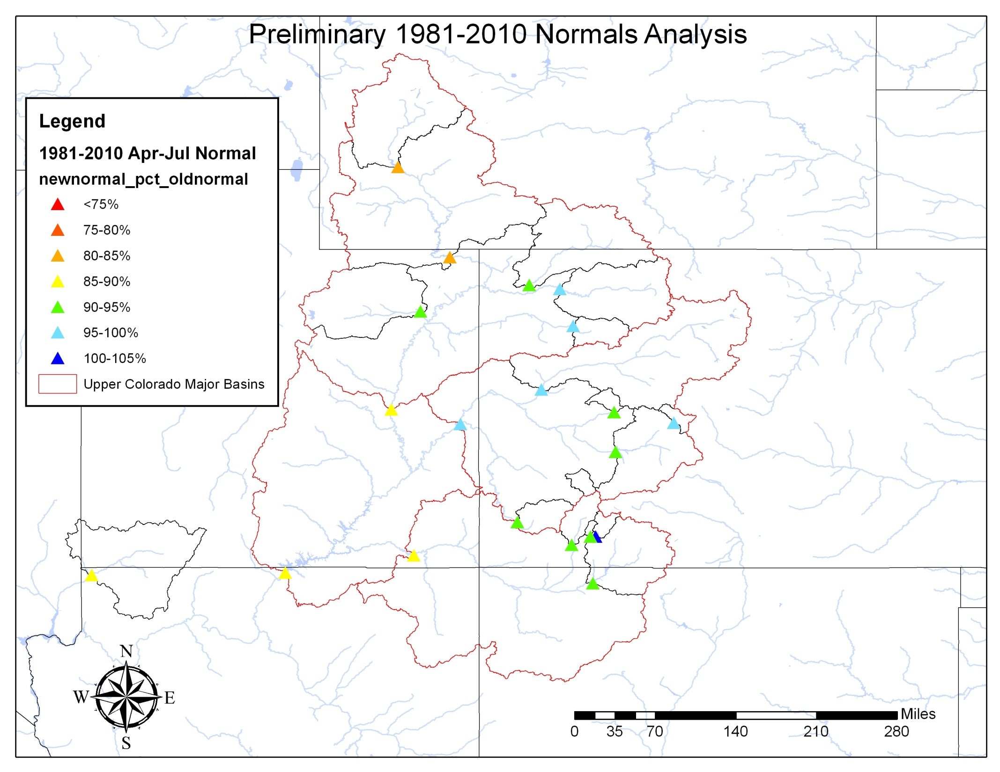 Preliminary 1981-2010 Normals Analysis
Legend
1981-2010 Apr-Jul Normal
newnormal_pct_oldnormal
<75%
75-80%
80-85%
85-90%
90-95%
95-100%
100-105%
Upper Colorado Major Basins
N
W
E
S
Miles
0 35 70 140 210 280